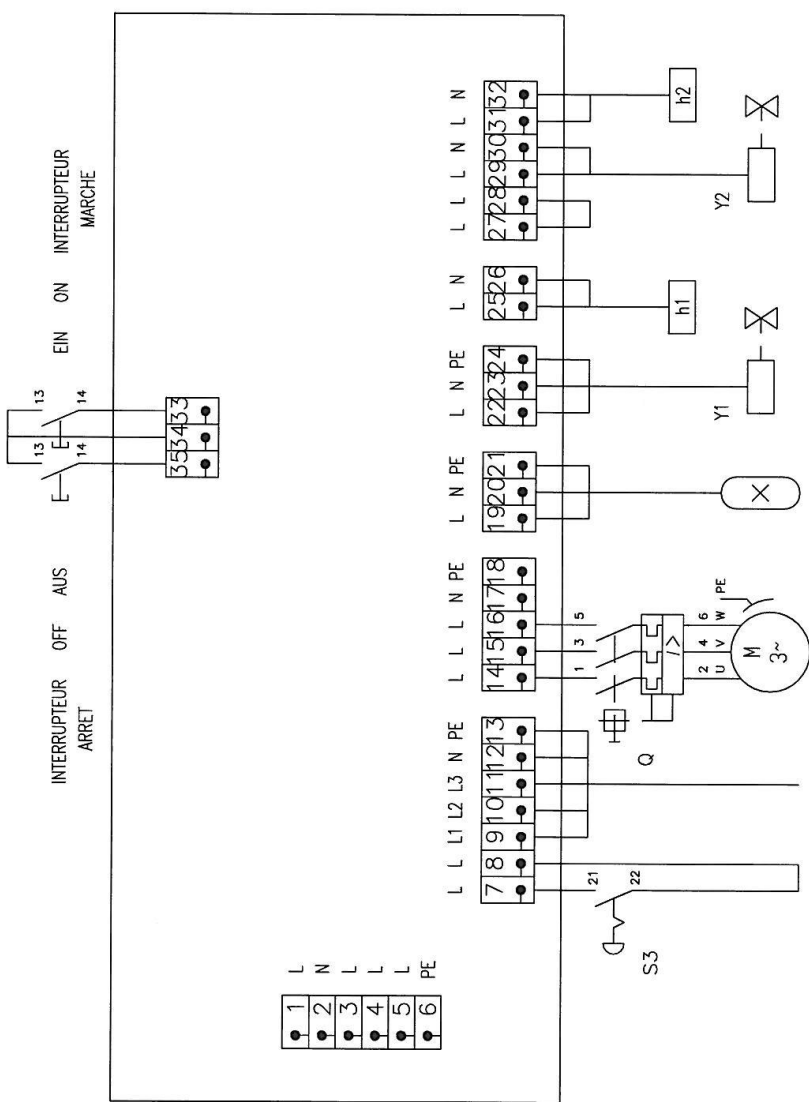 INTERRUPTEUR OFF AUS
ARRET
EIN ON INTERRUPTEUR
MARCHE
13
14
13
14
35 34 33
1 L
2 N
3 L
4 L
5 L
6 PE
L L L1 L2 L3 N PE
7 8 9 10 11 12 13
L L L N PE
14 15 16 17 18
L N PE
19 20 21
L N PE
22 23 24
L N
25 26
L L L N L N
27 28 29 30 31 32
21
22
S3
Q
1 3 5
I>
2 4 6
U V W
PE
M
3~
Y1
h1
Y2
h2